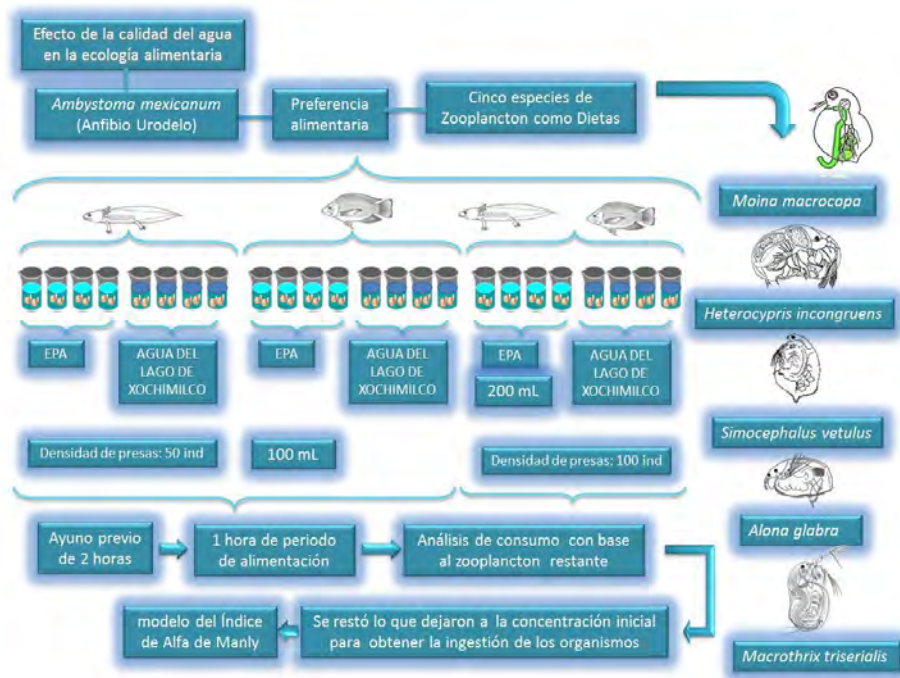 Efecto de la calidad del agua
en la ecología alimentaria
Ambystoma mexicanum
(Anfibio Urodelo)
Preferencia
alimentaria
Cinco especies de
Zooplancton como Dietas
Moina macrocopa
Heterocypris incongruens
Simocephalus vetulus
Alona glabra
Macrothrix triserialis
EPA
AGUA DEL
LAGO DE
XOCHIMILCO
EPA
AGUA DEL
LAGO DE
XOCHIMILCO
EPA
200 mL
AGUA DEL
LAGO DE
XOCHIMILCO
Densidad de presas: 50 ind
100 mL
Densidad de presas: 100 ind
Ayuno previo
de 2 horas
1 hora de periodo
de alimentación
Análisis de consumo con base
al zooplancton restante
Se restó lo que dejaron a la concentración inicial
para obtener la ingestión de los organismos
modelo del Índice
de Alfa de Manly